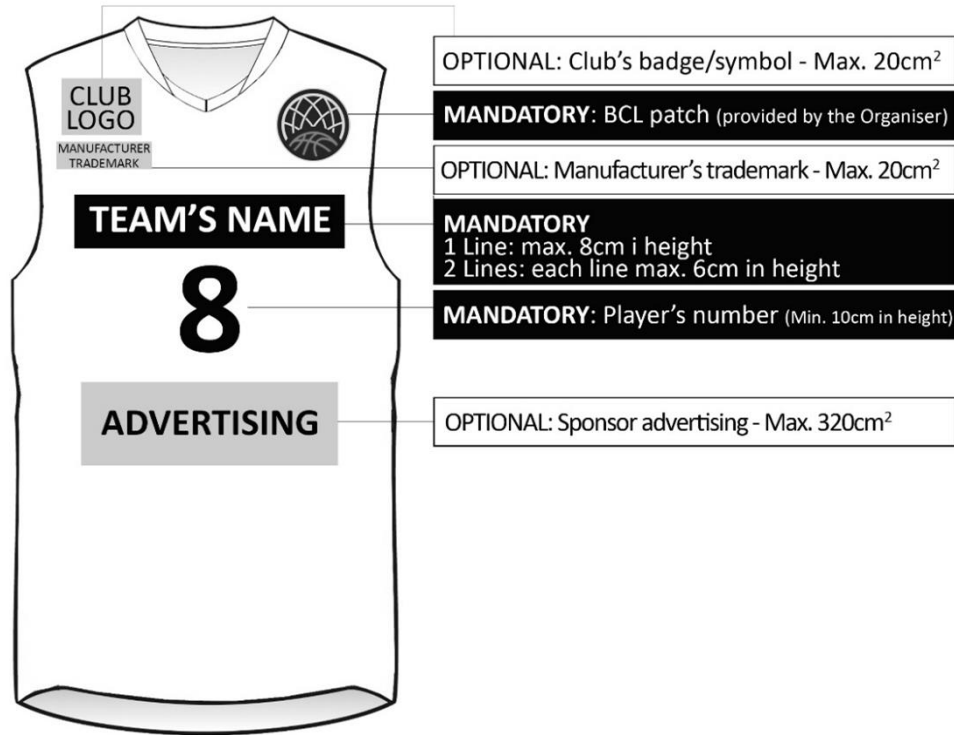 CLUB
LOGO
MANUFACTURER
TRADEMARK
TEAM'S NAME
8
ADVERTISING
OPTIONAL: Club's badge/symbol - Max. 20cm²
MANDATORY: BCL patch (provided by the Organiser)
OPTIONAL: Manufacturer's trademark - Max. 20cm²
MANDATORY
1 Line: max. 8cm i height
2 Lines: each line max. 6cm in height
MANDATORY: Player's number (Min. 10cm in height)
OPTIONAL: Sponsor advertising - Max. 320cm²